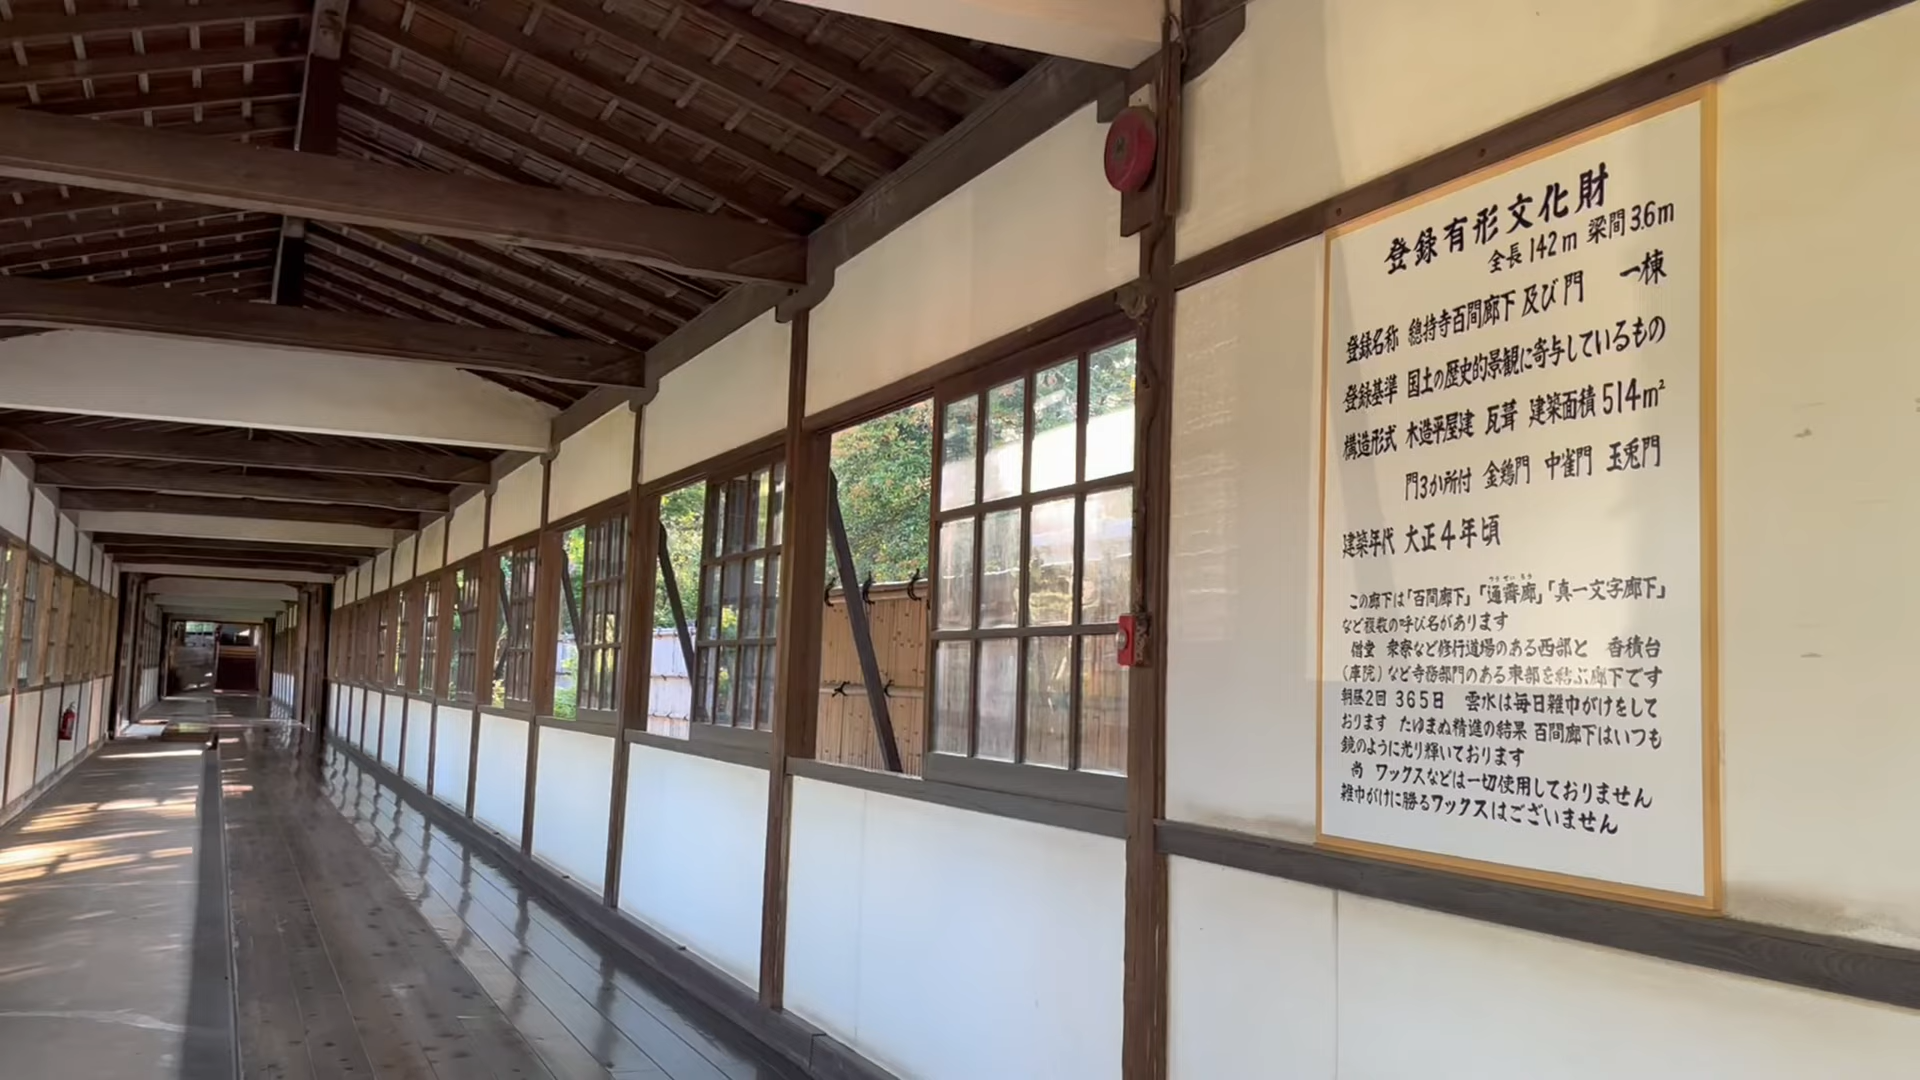 登録有形文化財
全長142m 梁間3.6m
登録名称 總持寺百間廊下 及び 門 一棟
登録基準 国土の歴史的景観に寄与しているもの
構造形式 木造平屋建 瓦葺 建築面積 514㎡
門3か所付 金鶏門 中雀門 玉兎門
建築年代 大正4年頃
この廊下は「百間廊下」「通霽廊」「真一文字廊下」
など複数の呼び名があります
僧堂 衆寮など修行道場のある西部と 香積台
(庫院)など寺務部門のある東部を結ぶ廊下です
朝昼2回 365日 雲水は毎日雑巾がけをして
おります たゆまぬ精進の結果 百間廊下はいつも
鏡のように光り輝いております
尚 ワックスなどは一切使用しておりません
雑巾がけに勝るワックスはございません